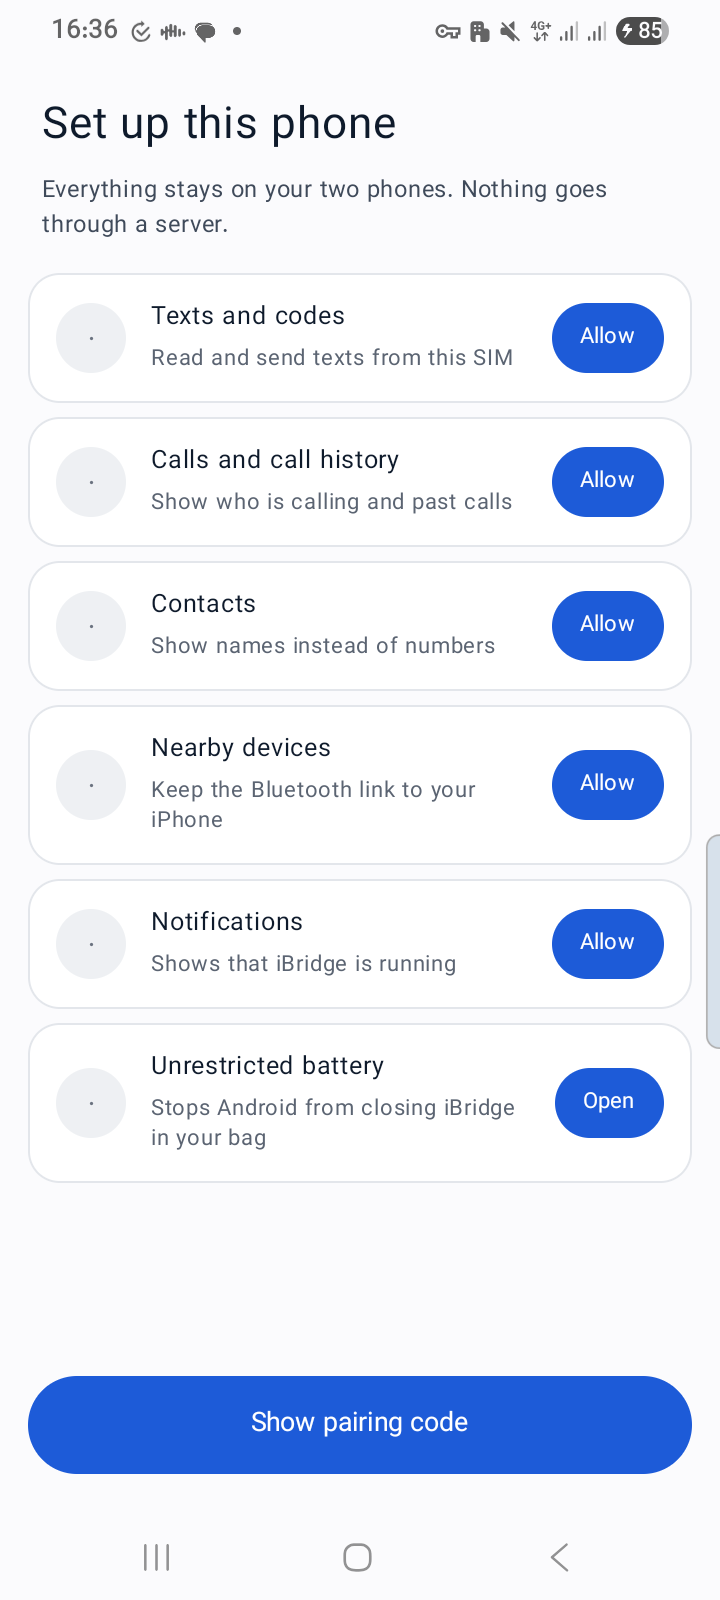 16:36
4G+
85
Set up this phone
Everything stays on your two phones. Nothing goes
through a server.
Texts and codes
Read and send texts from this SIM
Allow
Calls and call history
Show who is calling and past calls
Allow
Contacts
Show names instead of numbers
Allow
Nearby devices
Keep the Bluetooth link to your
iPhone
Allow
Notifications
Shows that iBridge is running
Allow
Unrestricted battery
Stops Android from closing iBridge
in your bag
Open
Show pairing code